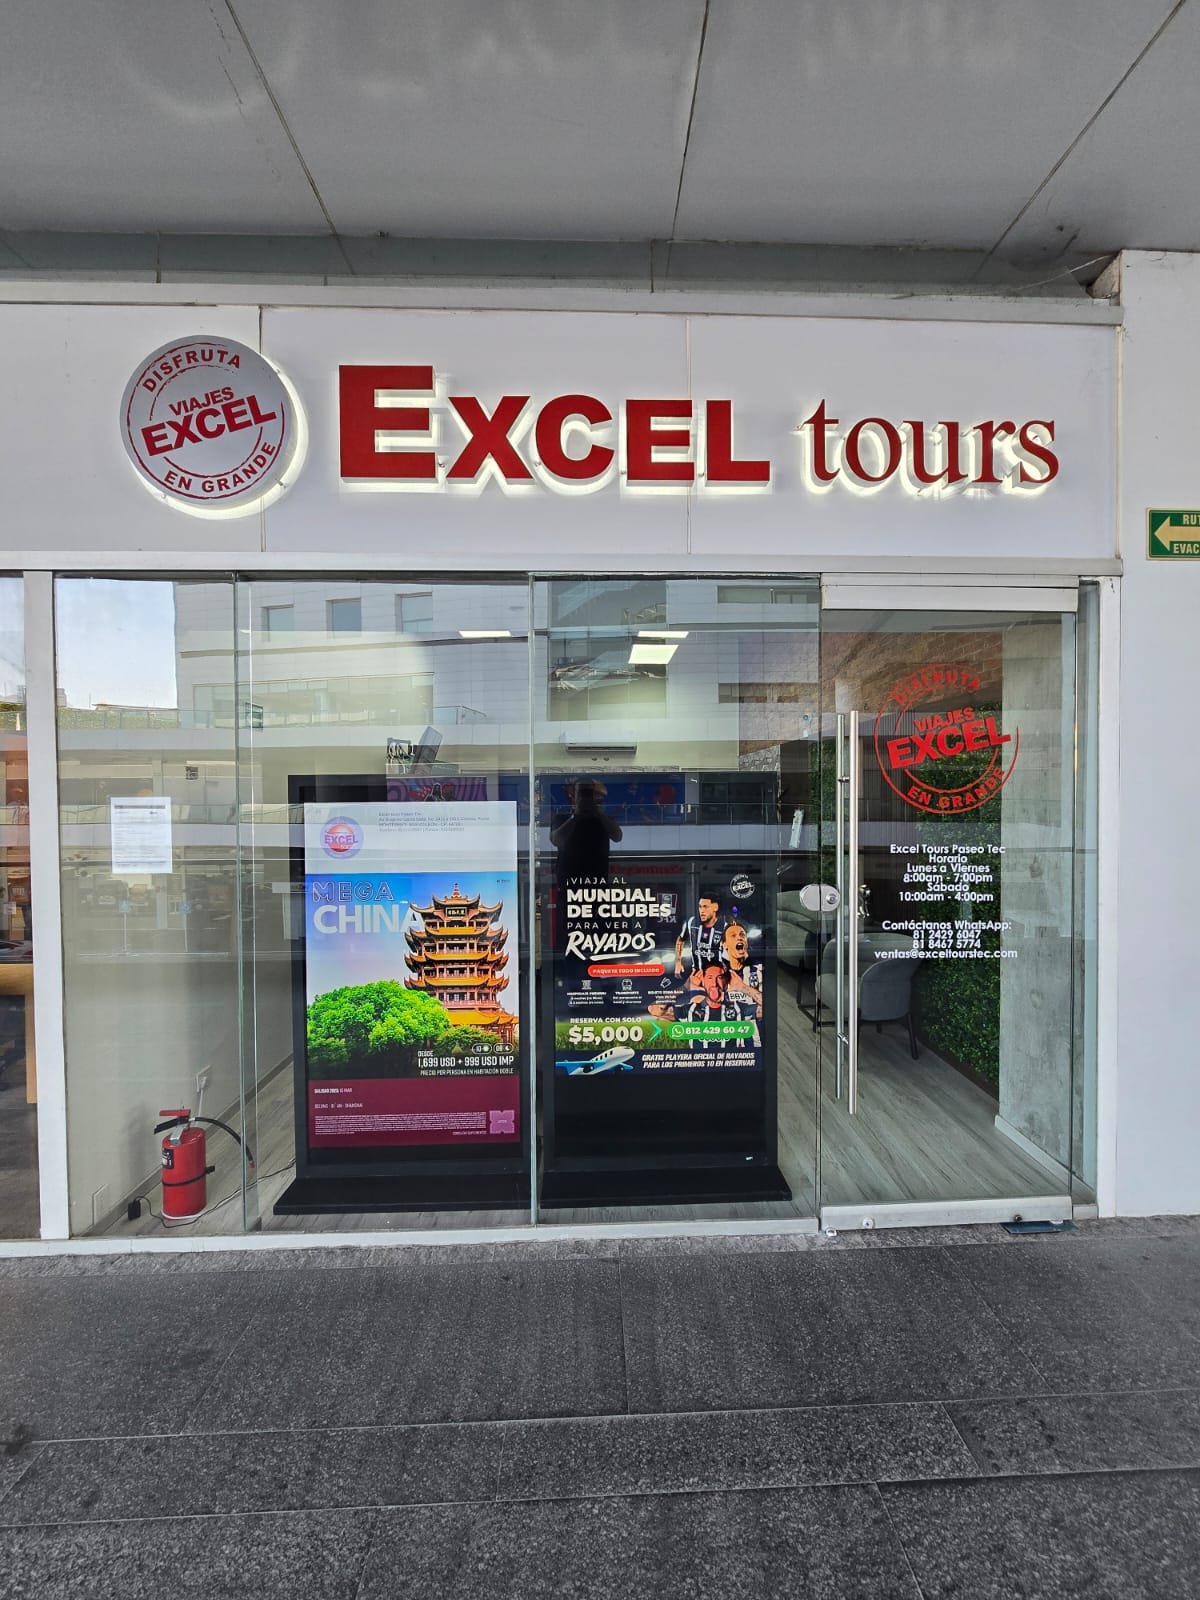 DISFRUTA
VIAJES
EXCEL
EN GRANDE
EXCEL tours
RUT
EVAC
DISFRUTA
VIAJES
EXCEL
EN GRANDE
Excel Tours Paseo Tec
Horario
Lunes a Viernes
8:00am - 7:00pm
Sábado
10:00am - 4:00pm
Contáctanos WhatsApp:
81 2429 6047
81 8467 5774
ventas@exceltourstec.com
EXCEL
MEGA
CHINA
DESDE
1,699 USD + 999 USD IMP
PRECIO POR PERSONA EN HABITACIÓN DOBLE
EXCEL
¡VIAJA AL
MUNDIAL
DE CLUBES
PARA VER A
RAYADOS
PAQUETE TODO INCLUIDO
RESERVA CON SOLO
$5,000
812 429 60 47
GRATIS PLAYERA OFICIAL DE RAYADOS
PARA LOS PRIMEROS 10 EN RESERVAR